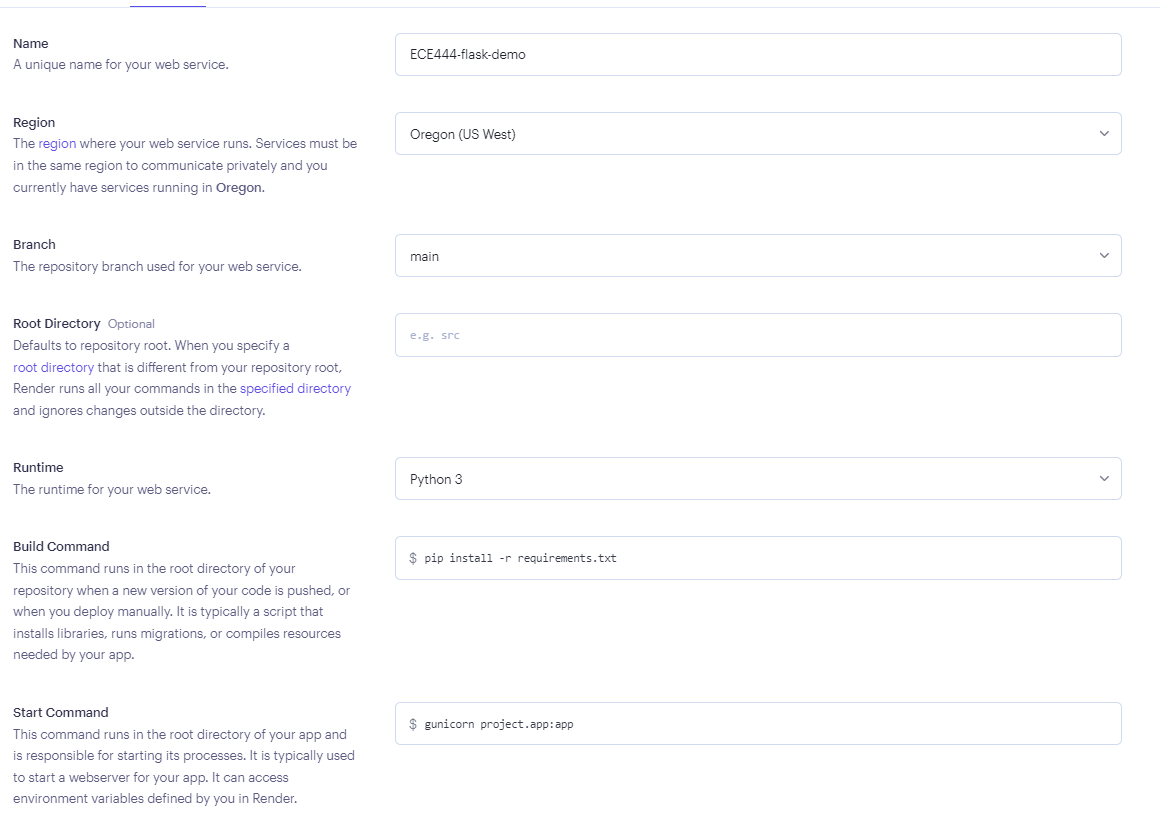 Name
A unique name for your web service.
ECE444-flask-demo
Region
The region where your web service runs. Services must be
in the same region to communicate privately and you
currently have services running in Oregon.
Oregon (US West)
Branch
The repository branch used for your web service.
main
Root Directory Optional
Defaults to repository root. When you specify a
root directory that is different from your repository root,
Render runs all your commands in the specified directory
and ignores changes outside the directory.
e.g. src
Runtime
The runtime for your web service.
Python 3
Build Command
This command runs in the root directory of your
repository when a new version of your code is pushed, or
when you deploy manually. It is typically a script that
installs libraries, runs migrations, or compiles resources
needed by your app.
$ pip install -r requirements.txt
Start Command
This command runs in the root directory of your app and
is responsible for starting its processes. It is typically used
to start a webserver for your app. It can access
environment variables defined by you in Render.
$ gunicorn project.app:app